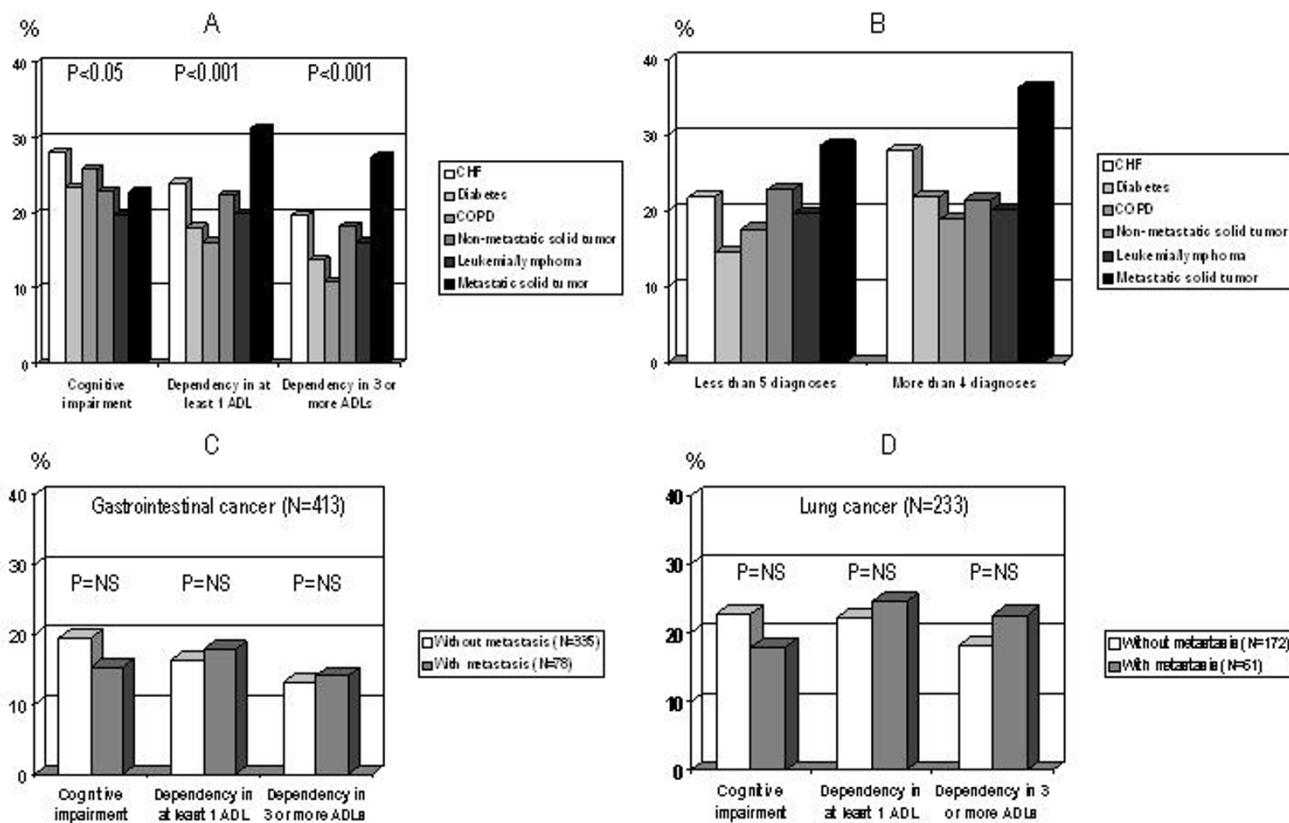 A
%
40
30
20
10
0
P<0.05 P<0.001 P<0.001
Cognitive
impairment
Dependency in at
least 1 ADL
Dependency in 3 or
more ADLs
CHF
Diabetes
COPD
Non-metastatic solid tumor
Leukemia/lymphoma
Metastatic solid tumor
B
%
40
30
20
10
0
Less than 5 diagnoses
More than 4 diagnoses
CHF
Diabetes
COPD
Non-metastatic solid tumor
Leukemia/lymphoma
Metastatic solid tumor
C
%
40
30
20
10
0
Gastrointestinal cancer (N=413)
P=NS P=NS P=NS
Cognitive
impairment
Dependency in
at least 1 ADL
Dependency in
3 or more ADLs
Without metastasis (N=335)
With metastasis (N=78)
D
%
40
30
20
10
0
Lung cancer (N=233)
P=NS P=NS P=NS
Cognitive
impairment
Dependency in
at least 1 ADL
Dependency in 3
or more ADLs
Without metastasis (N=172)
With metastasis (N=61)